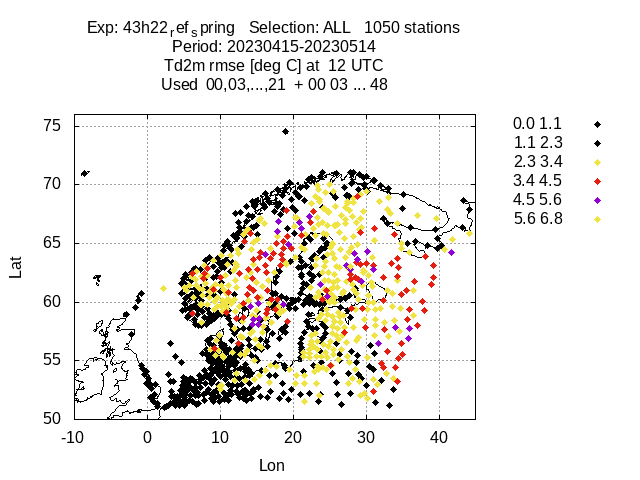 Exp: 43h22refspring Selection: ALL 1050 stations
Period: 20230415-20230514
Td2m rmse [deg C] at 12 UTC
Used 00,03,...,21 + 00 03 ... 48
75
70
65
60
55
50
-10 0 10 20 30 40
Lat
Lon
0.0 1.1
1.1 2.3
2.3 3.4
3.4 4.5
4.5 5.6
5.6 6.8